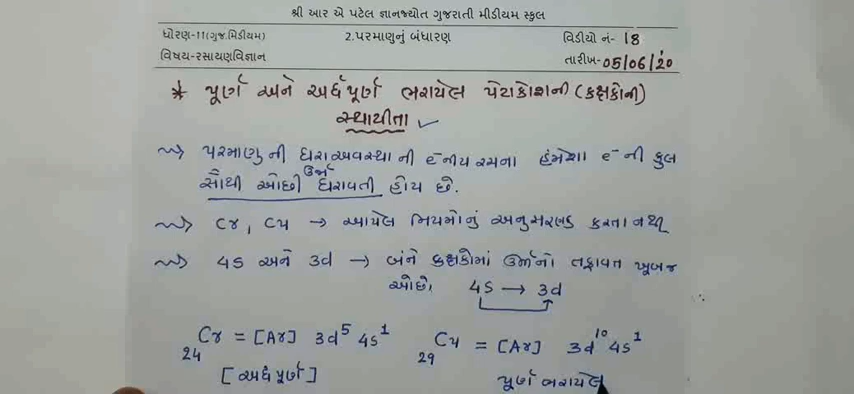 શ્રી આર એ પટેલ જ્ઞાનજ્યોત ગુજરાતી મીડીયમ સ્કુલ
ધોરણ-11(ગુજ.મિડીયમ) 2.પરમાણુનું બંધારણ વિડીયો નં- 18
વિષય-રસાયણવિજ્ઞાન તારીખ-05/06/20
* પૂર્ણ અને અર્ધપૂર્ણ ભરાયેલ પેટાકોશની (કક્ષકોની)
સ્થાયીતા ✓
~~> પરમાણુની ધરાઅવસ્થાની e⁻નીય રચના હંમેશા e⁻ ની કુલ
ઉર્જા
સૌથી ઓછી ધરાવતી હોય છે.
~~> Cr, Cu → આપેલ નિયમોનું અનુસરણ કરતા નથી
~~> 4s અને 3d → બંને કક્ષકોમાં ઉર્જાનો તફાવત ખૂબજ
ઓછો. 4s → 3d
₂₄Cr = [Ar] 3d⁵ 4s¹ ₂₉Cu = [Ar] 3d¹⁰ 4s¹
[અર્ધપૂર્ણ] પૂર્ણ ભરાયેલ